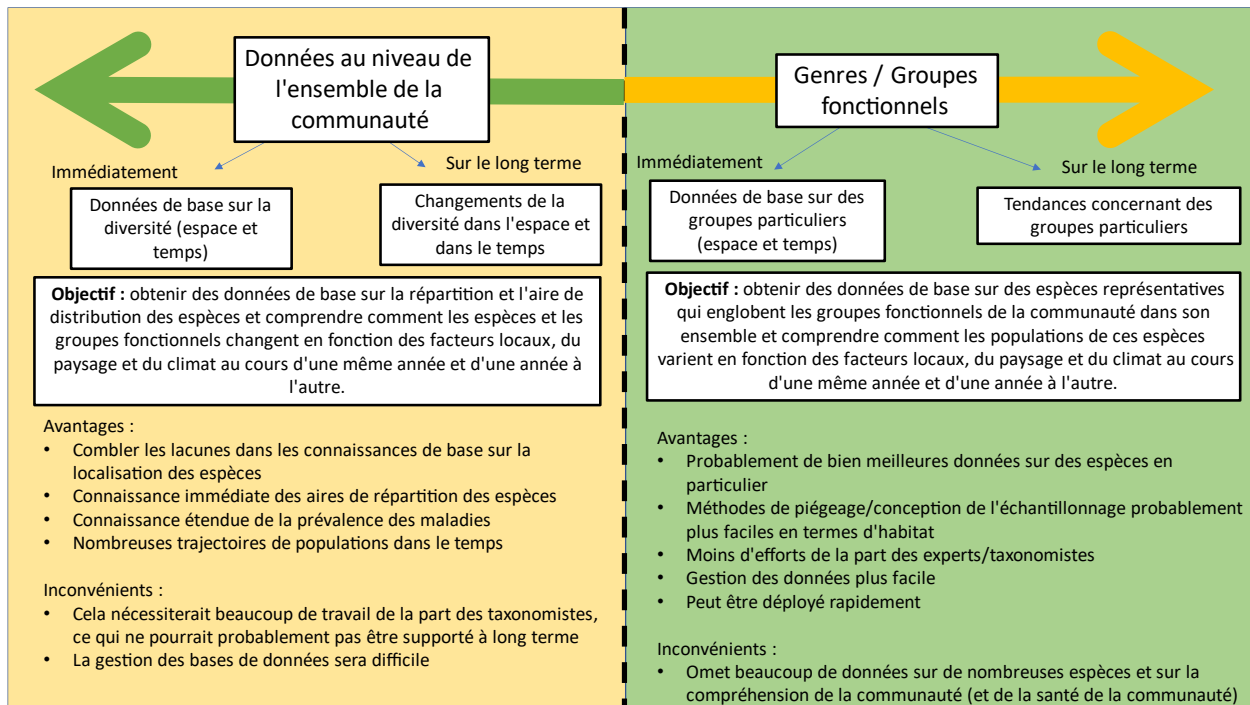 Données au niveau de
l'ensemble de la
communauté
Immédiatement
Sur le long terme
Données de base sur la
diversité (espace et
temps)
Changements de la
diversité dans l'espace et
dans le temps
Objectif : obtenir des données de base sur la répartition et l'aire de
distribution des espèces et comprendre comment les espèces et les
groupes fonctionnels changent en fonction des facteurs locaux, du
paysage et du climat au cours d'une même année et d'une année à
l'autre.
Avantages :
• Combler les lacunes dans les connaissances de base sur la
localisation des espèces
• Connaissance immédiate des aires de répartition des espèces
• Connaissance étendue de la prévalence des maladies
• Nombreuses trajectoires de populations dans le temps
Inconvénients :
• Cela nécessiterait beaucoup de travail de la part des taxonomistes,
ce qui ne pourrait probablement pas être supporté à long terme
• La gestion des bases de données sera difficile
Genres / Groupes
fonctionnels
Immédiatement
Sur le long terme
Données de base sur des
groupes particuliers
(espace et temps)
Tendances concernant des
groupes particuliers
Objectif : obtenir des données de base sur des espèces représentatives
qui englobent les groupes fonctionnels de la communauté dans son
ensemble et comprendre comment les populations de ces espèces
varient en fonction des facteurs locaux, du paysage et du climat au cours
d'une même année et d'une année à l'autre.
Avantages :
• Probablement de bien meilleures données sur des espèces en
particulier
• Méthodes de piégeage/conception de l'échantillonnage probablement
plus faciles en termes d'habitat
• Moins d'efforts de la part des experts/taxonomistes
• Gestion des données plus facile
• Peut être déployé rapidement
Inconvénients :
• Omet beaucoup de données sur de nombreuses espèces et sur la
compréhension de la communauté (et de la santé de la communauté)